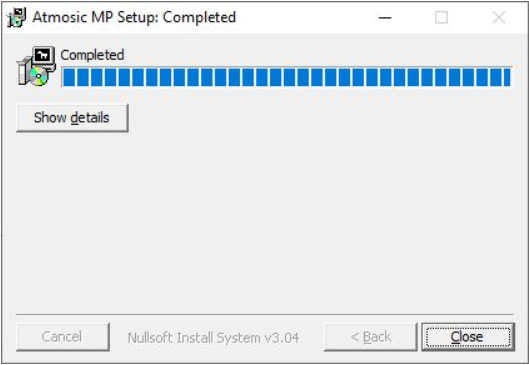 Atmosic MP Setup: Completed
Completed
Show details
Cancel
Nullsoft Install System v3.04
< Back
Close